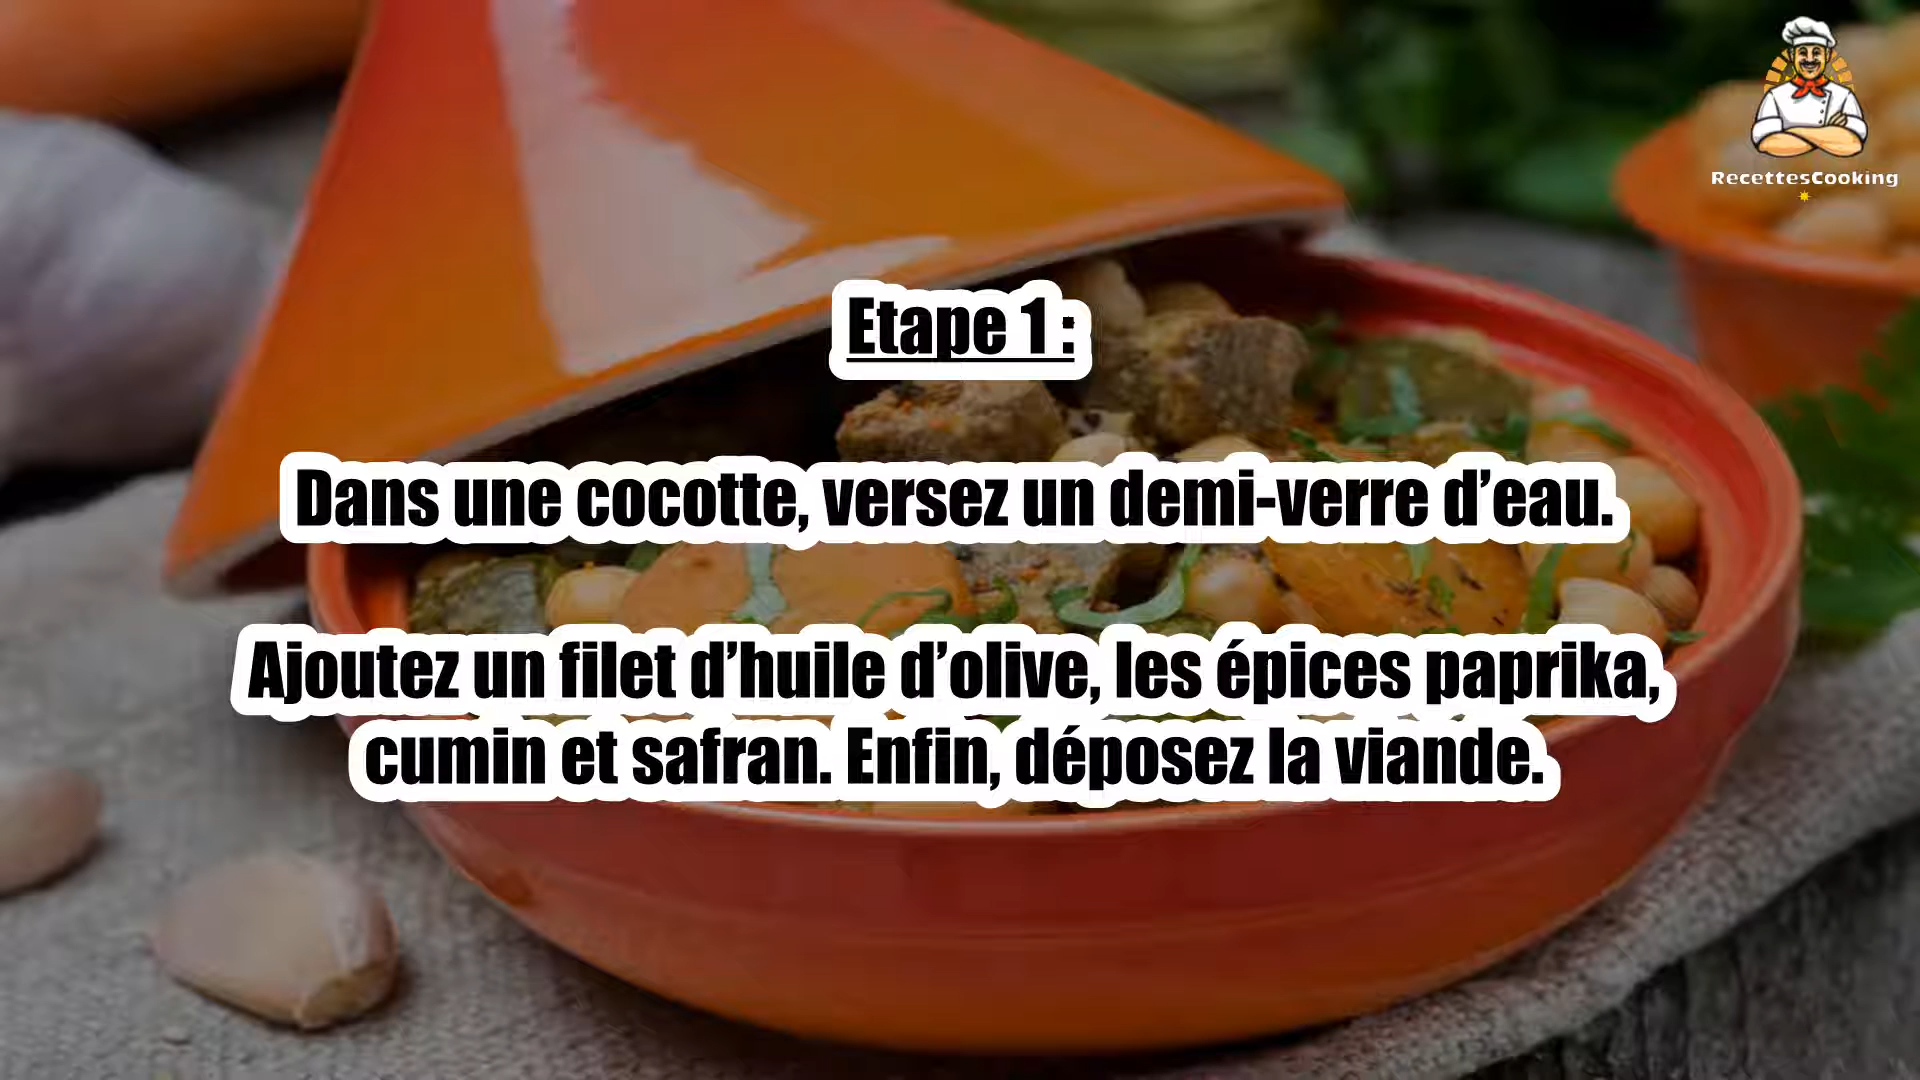 RecettesCooking
Etape 1 :
Dans une cocotte, versez un demi-verre d’eau.
Ajoutez un filet d’huile d’olive, les épices paprika,
cumin et safran. Enfin, déposez la viande.